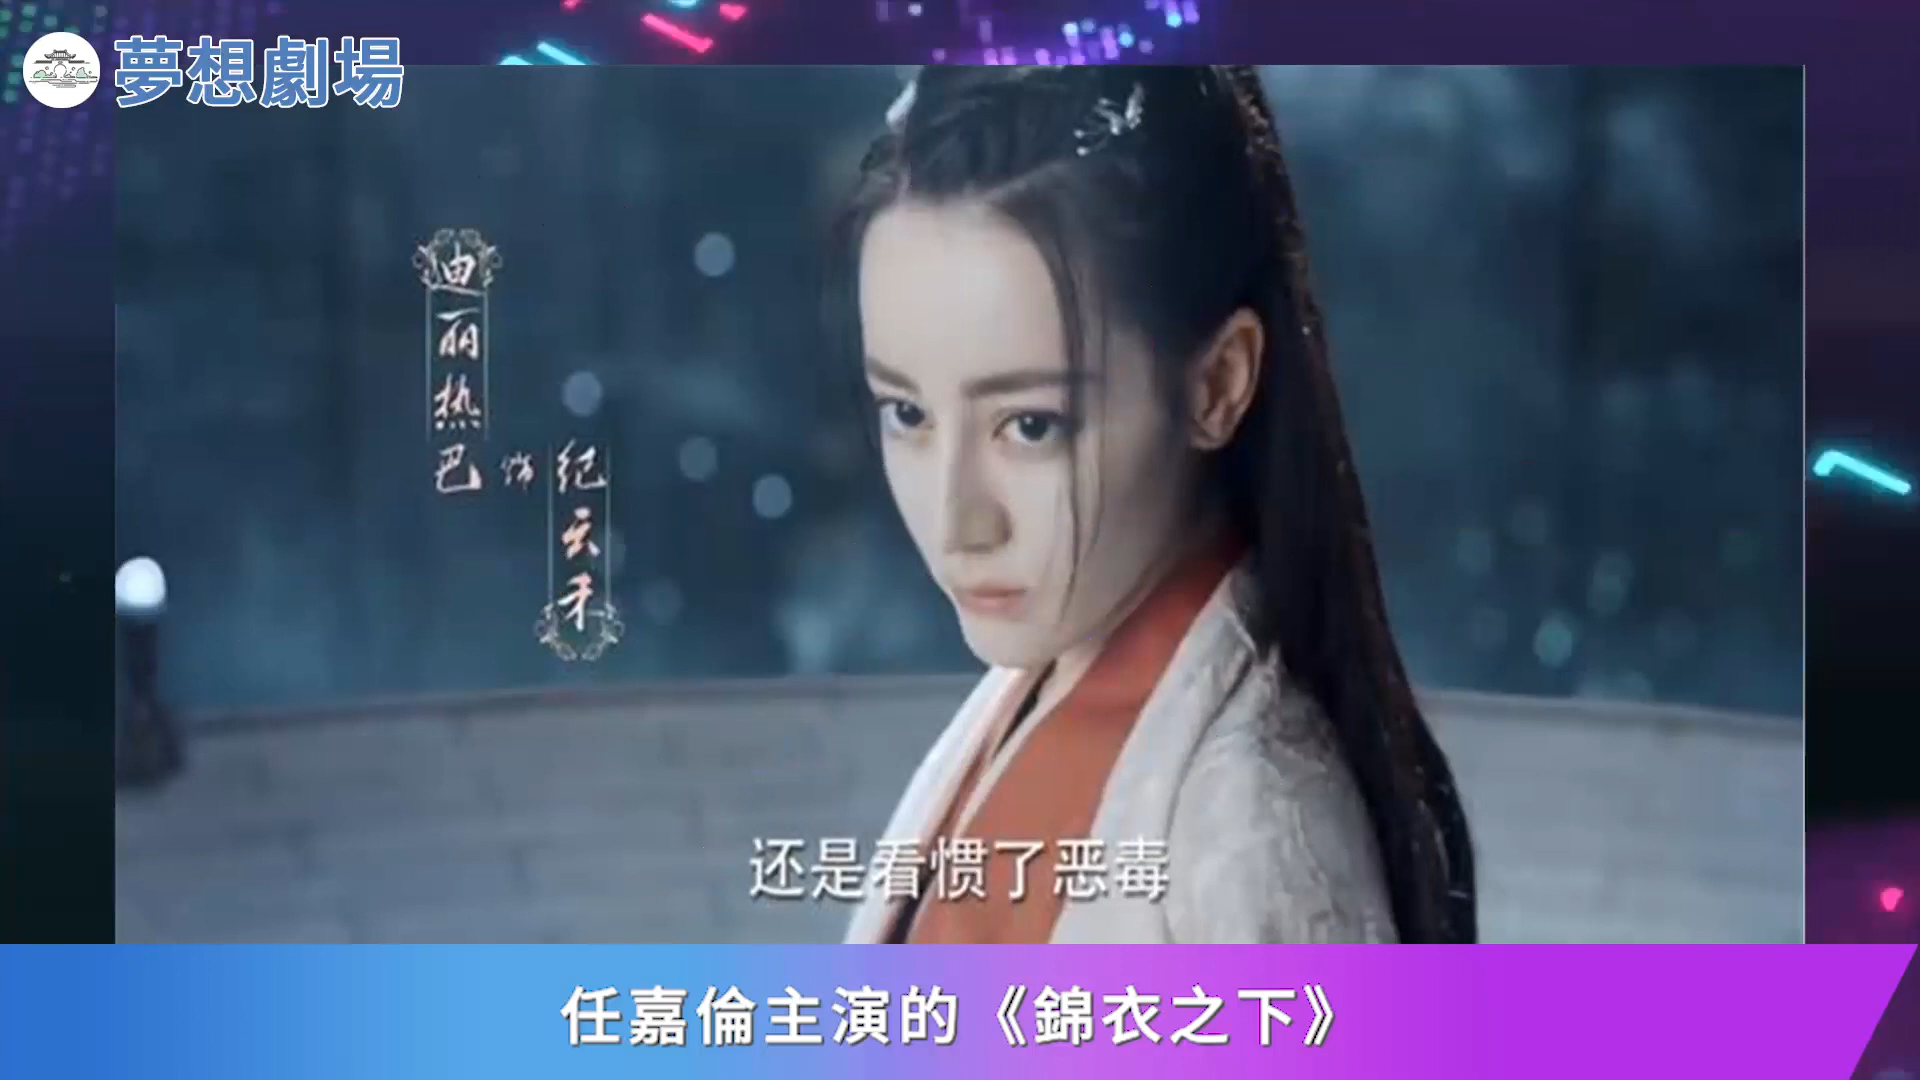 夢想劇場
迪丽热巴
饰
纪云禾
还是看惯了恶毒
任嘉倫主演的《錦衣之下》